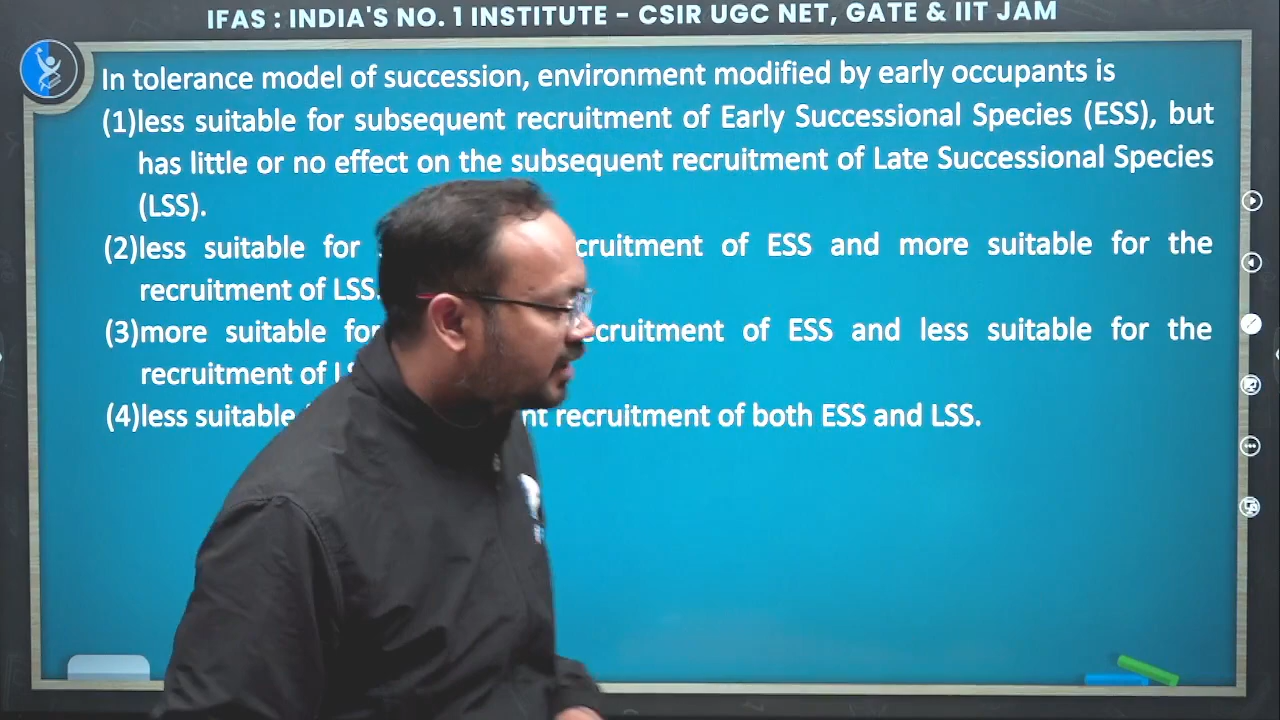 IFAS : INDIA'S NO. 1 INSTITUTE – CSIR UGC NET, GATE & IIT JAM
In tolerance model of succession, environment modified by early occupants is
(1)less suitable for subsequent recruitment of Early Successional Species (ESS), but
has little or no effect on the subsequent recruitment of Late Successional Species
(LSS).
(2)less suitable for cruitment of ESS and more suitable for the
recruitment of LSS.
(3)more suitable for ecruitment of ESS and less suitable for the
recruitment of
(4)less suitable nt recruitment of both ESS and LSS.